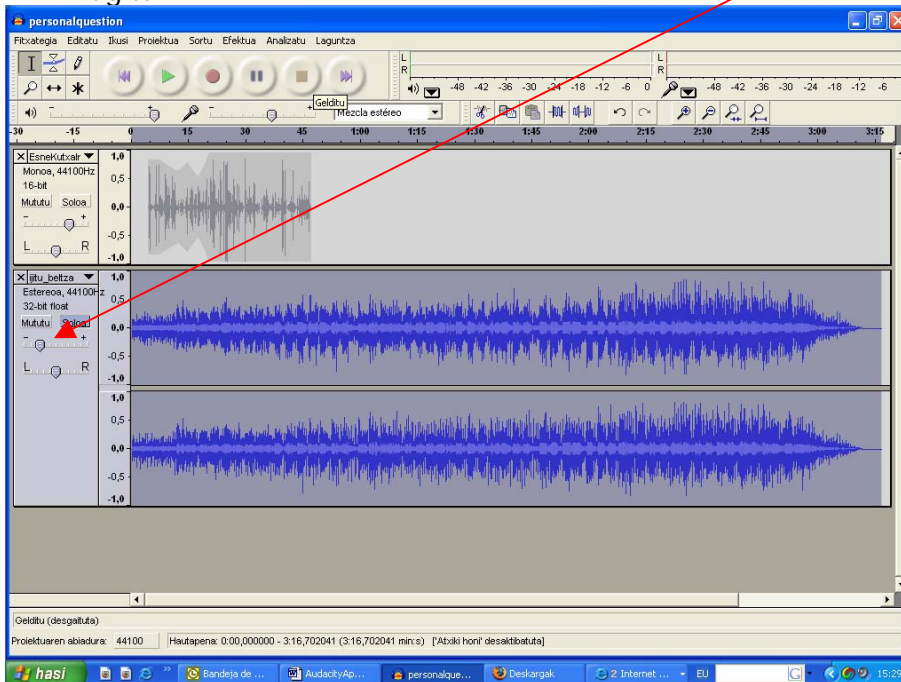 personalquestion
Fitxategia Editatu Ikusi Proiektua Sortu Efektua Analizatu Laguntza
L
R
-48 -42 -36 -30 -24 -18 -12 -6 0
L
R
-48 -42 -36 -30 -24 -18 -12 -6
Gelditu
Mezcla estéreo
-30 -15 0 15 30 45 1:00 1:15 1:30 1:45 2:00 2:15 2:30 2:45 3:00 3:15
EsneKutxaIr
Monoa, 44100Hz
16-bit
Mututu Soloa
- +
L R
1,0
0,5
0,0
-0,5
-1,0
ijitu_beltza
Estereoa, 44100Hz
32-bit float
Mututu Soloa
- +
L R
1,0
0,5
0,0
-0,5
-1,0
1,0
0,5
0,0
-0,5
-1,0
Gelditu (desgaituta)
Proiektuaren abiadura: 44100 Hautapena: 0:00,000000 - 3:16,702041 (3:16,702041 min:s) ['Atxiki honi' desaktibatuta]
hasi Bandeja de ... AudacityAp... personalque... Deskargak 2 Internet ... EU 15:29